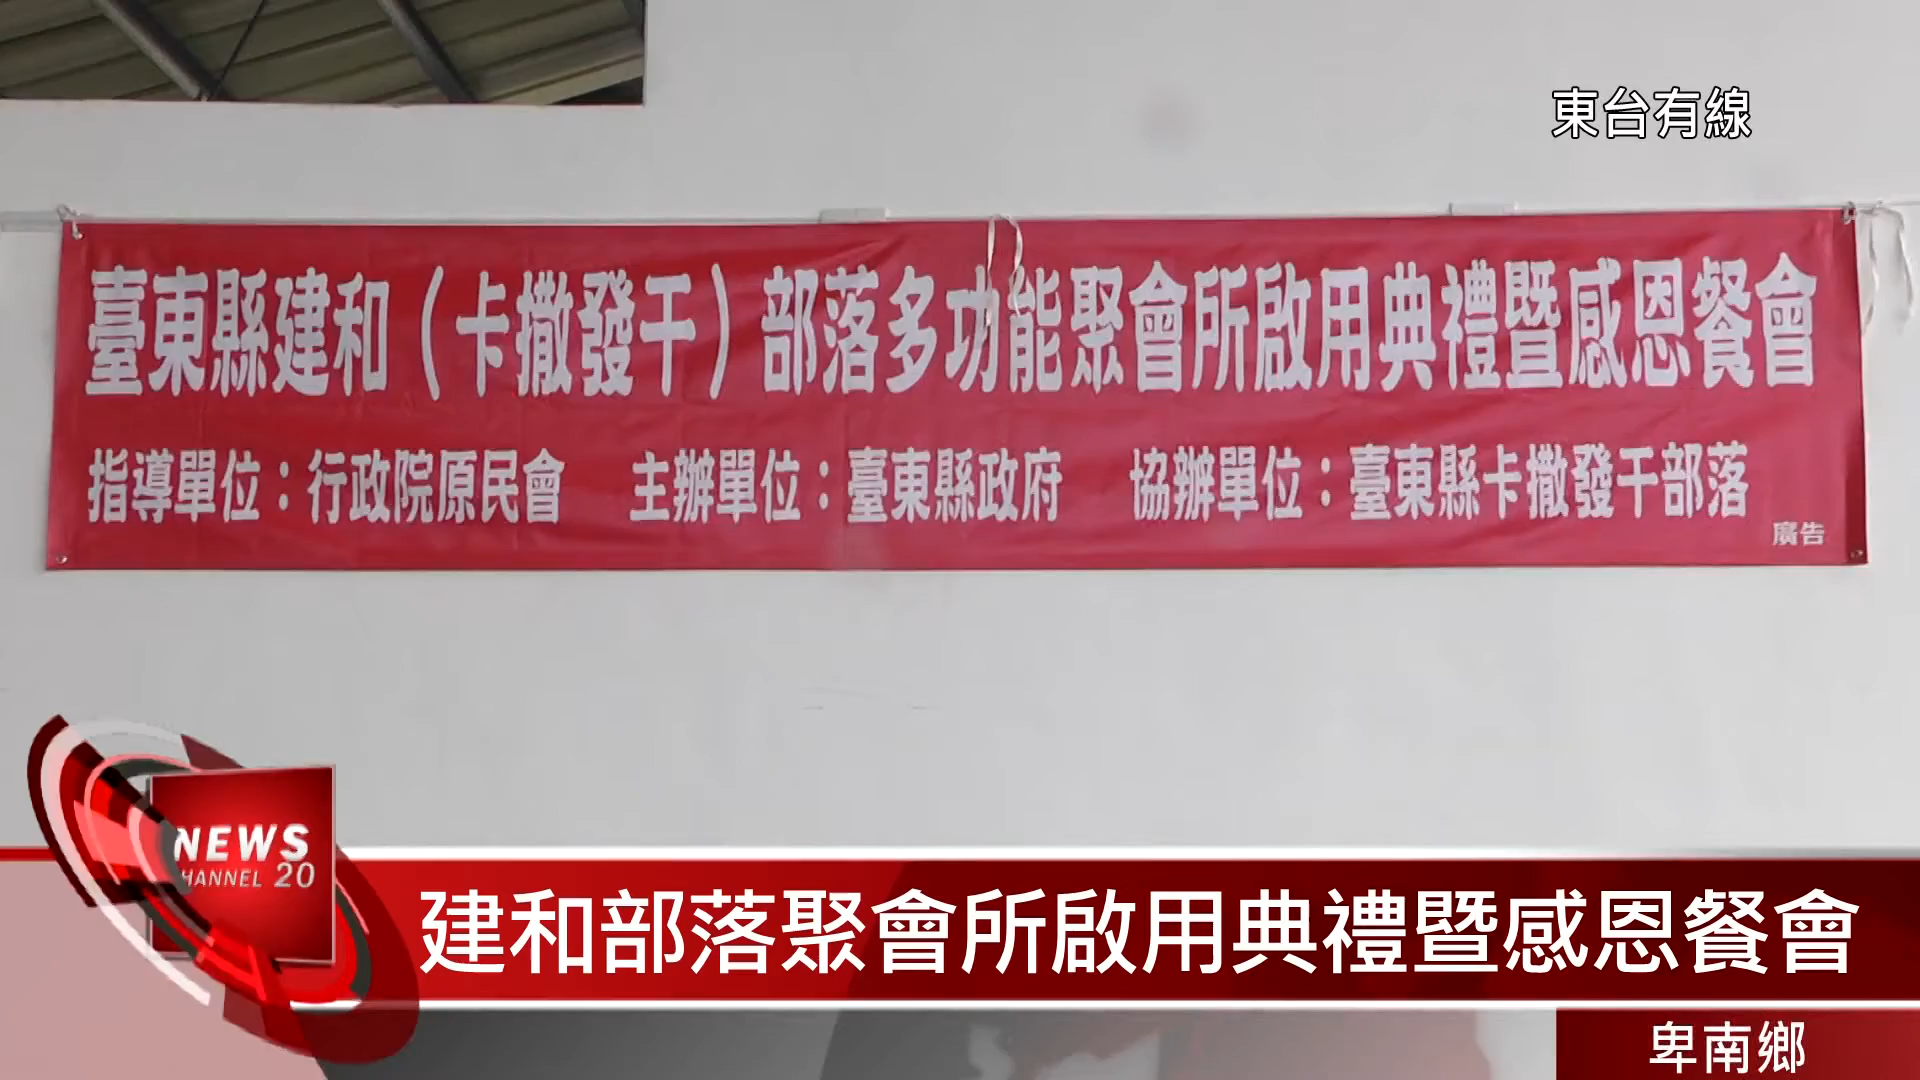 東台有線
臺東縣建和（卡撒發干）部落多功能聚會所啟用典禮暨感恩餐會
指導單位：行政院原民會 主辦單位：臺東縣政府 協辦單位：臺東縣卡撒發干部落
廣告
NEWS
HANNEL 20
建和部落聚會所啟用典禮暨感恩餐會
卑南鄉